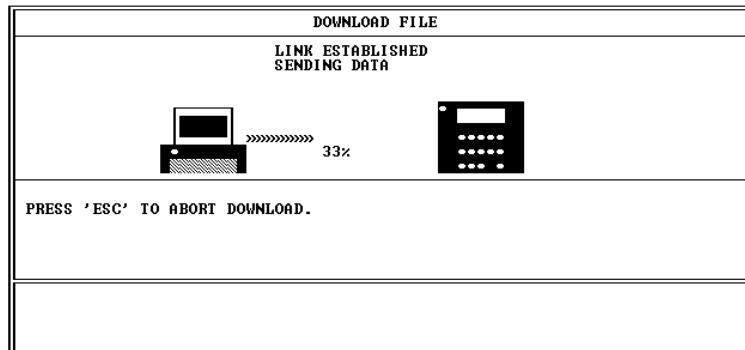 DOWNLOAD FILE
LINK ESTABLISHED
SENDING DATA
»»»»»»» 33%
PRESS 'ESC' TO ABORT DOWNLOAD.